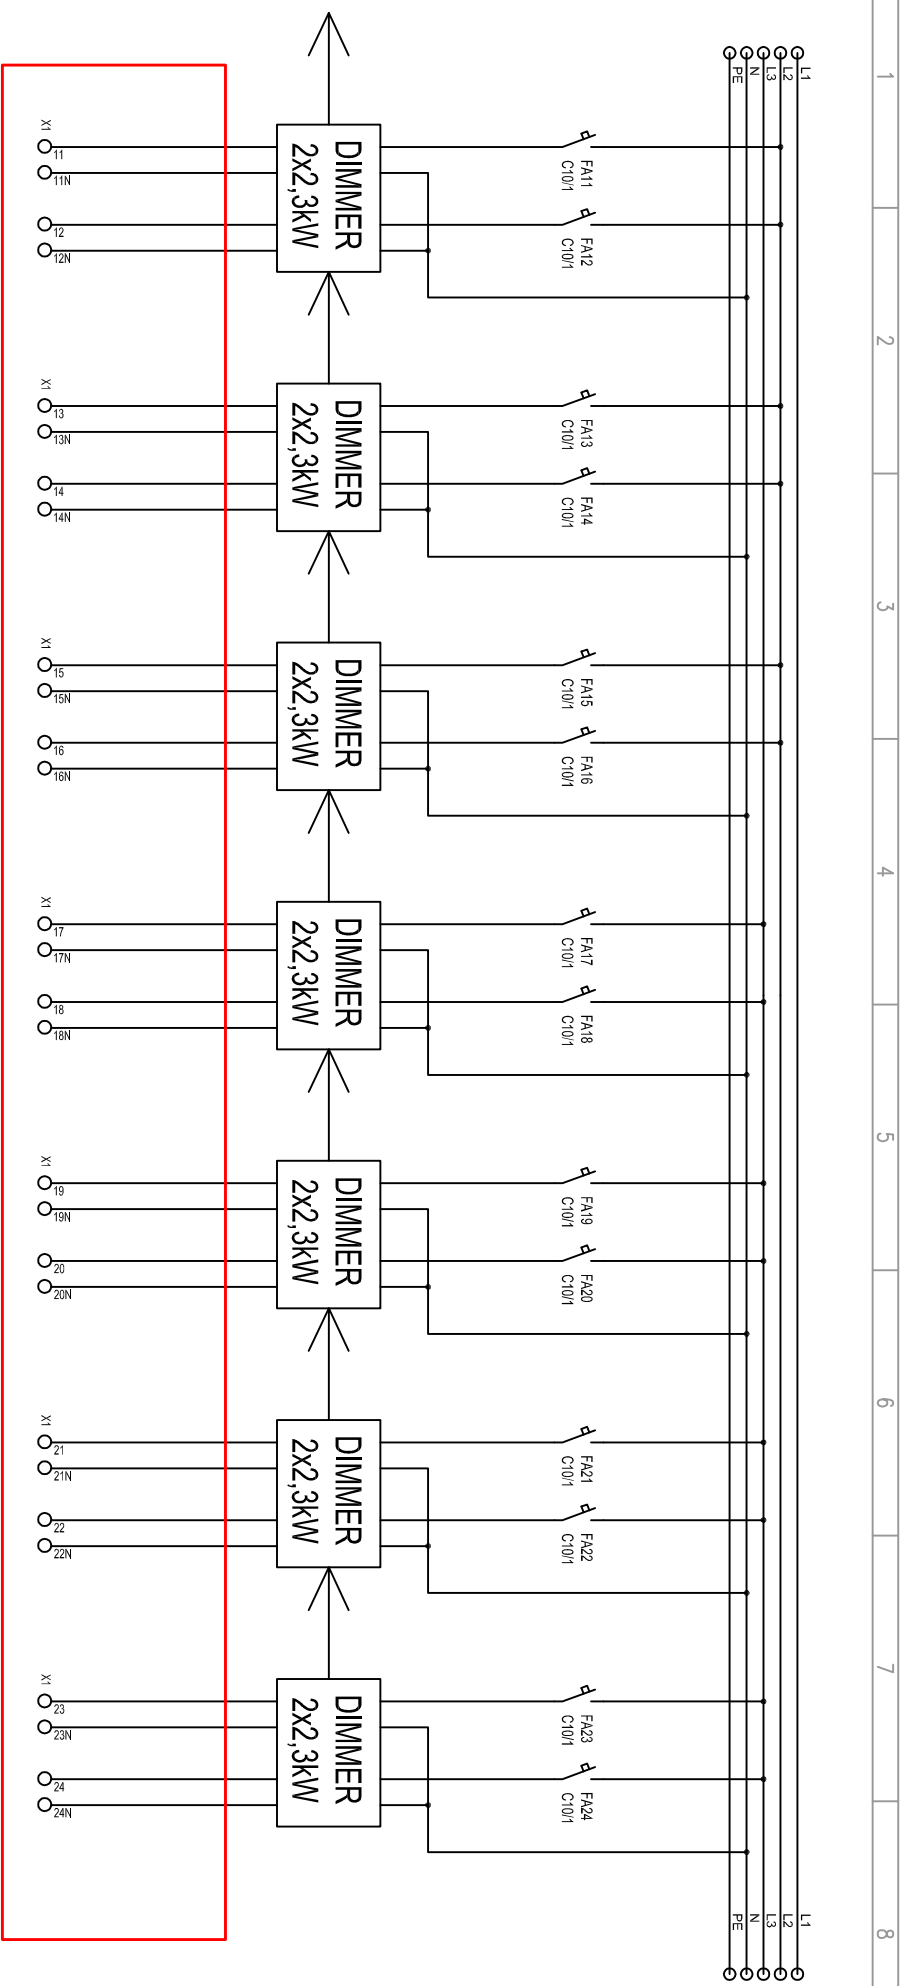 1
2
3
4
5
6
7
8
L1
L2
L3
N
PE
L1
L2
L3
N
PE
FA11
C10/1
FA12
C10/1
FA13
C10/1
FA14
C10/1
FA15
C10/1
FA16
C10/1
FA17
C10/1
FA18
C10/1
FA19
C10/1
FA20
C10/1
FA21
C10/1
FA22
C10/1
FA23
C10/1
FA24
C10/1
DIMMER
2x2,3kW
DIMMER
2x2,3kW
DIMMER
2x2,3kW
DIMMER
2x2,3kW
DIMMER
2x2,3kW
DIMMER
2x2,3kW
DIMMER
2x2,3kW
X1
11
11N
12
12N
X1
13
13N
14
14N
X1
15
15N
16
16N
X1
17
17N
18
18N
X1
19
19N
20
20N
X1
21
21N
22
22N
X1
23
23N
24
24N